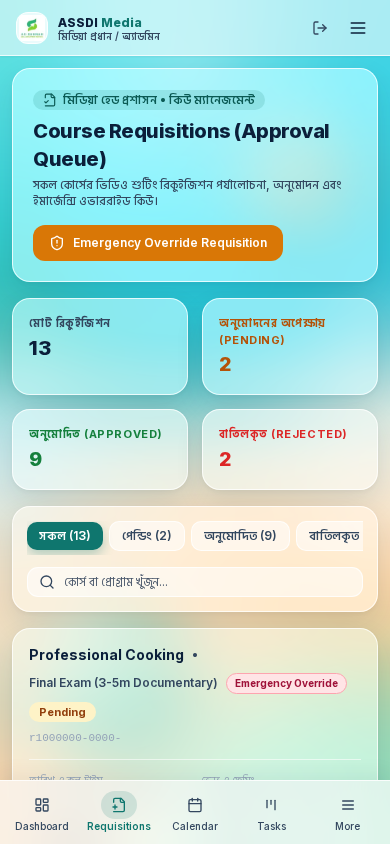 ASSDI Media
মিডিয়া প্রধান / অ্যাডমিন
মিডিয়া হেড প্রশাসন • কিউ ম্যানেজমেন্ট
Course Requisitions (Approval
Queue)
সকল কোর্সের ভিডিও শুটিং রিকুইজিশন পর্যালোচনা, অনুমোদন এবং
ইমার্জেন্সি ওভাররাইড কিউ।
Emergency Override Requisition
মোট রিকুইজিশন
13
অনুমোদনের অপেক্ষায়
(PENDING)
2
অনুমোদিত (APPROVED)
9
বাতিলকৃত (REJECTED)
2
সকল (13)
পেন্ডিং (2)
অনুমোদিত (9)
বাতিলকৃত
কোর্স বা প্রোগ্রাম খুঁজুন...
Professional Cooking •
Final Exam (3-5m Documentary) Emergency Override
Pending
r1000000-0000-
Dashboard
Requisitions
Calendar
Tasks
More